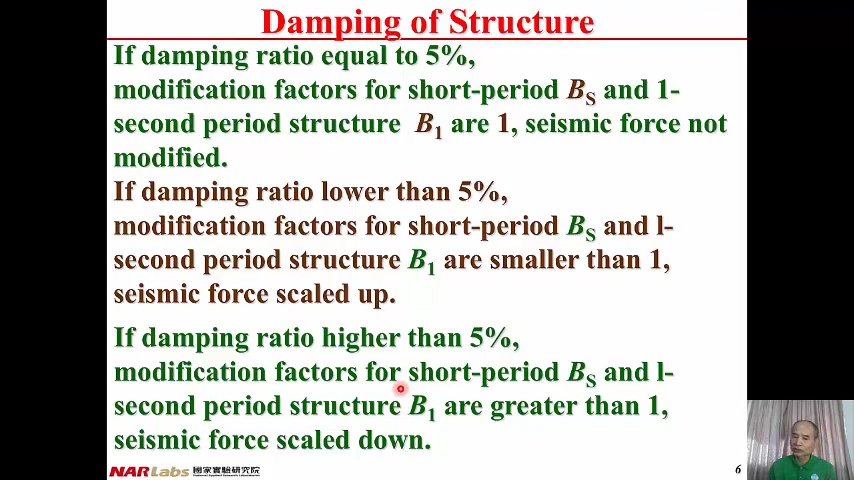 Damping of Structure
If damping ratio equal to 5%,
modification factors for short-period BS and 1-
second period structure B1 are 1, seismic force not
modified.
If damping ratio lower than 5%,
modification factors for short-period BS and l-
second period structure B1 are smaller than 1,
seismic force scaled up.
If damping ratio higher than 5%,
modification factors for short-period BS and l-
second period structure B1 are greater than 1,
seismic force scaled down.
NARLabs 國家實驗研究院
6